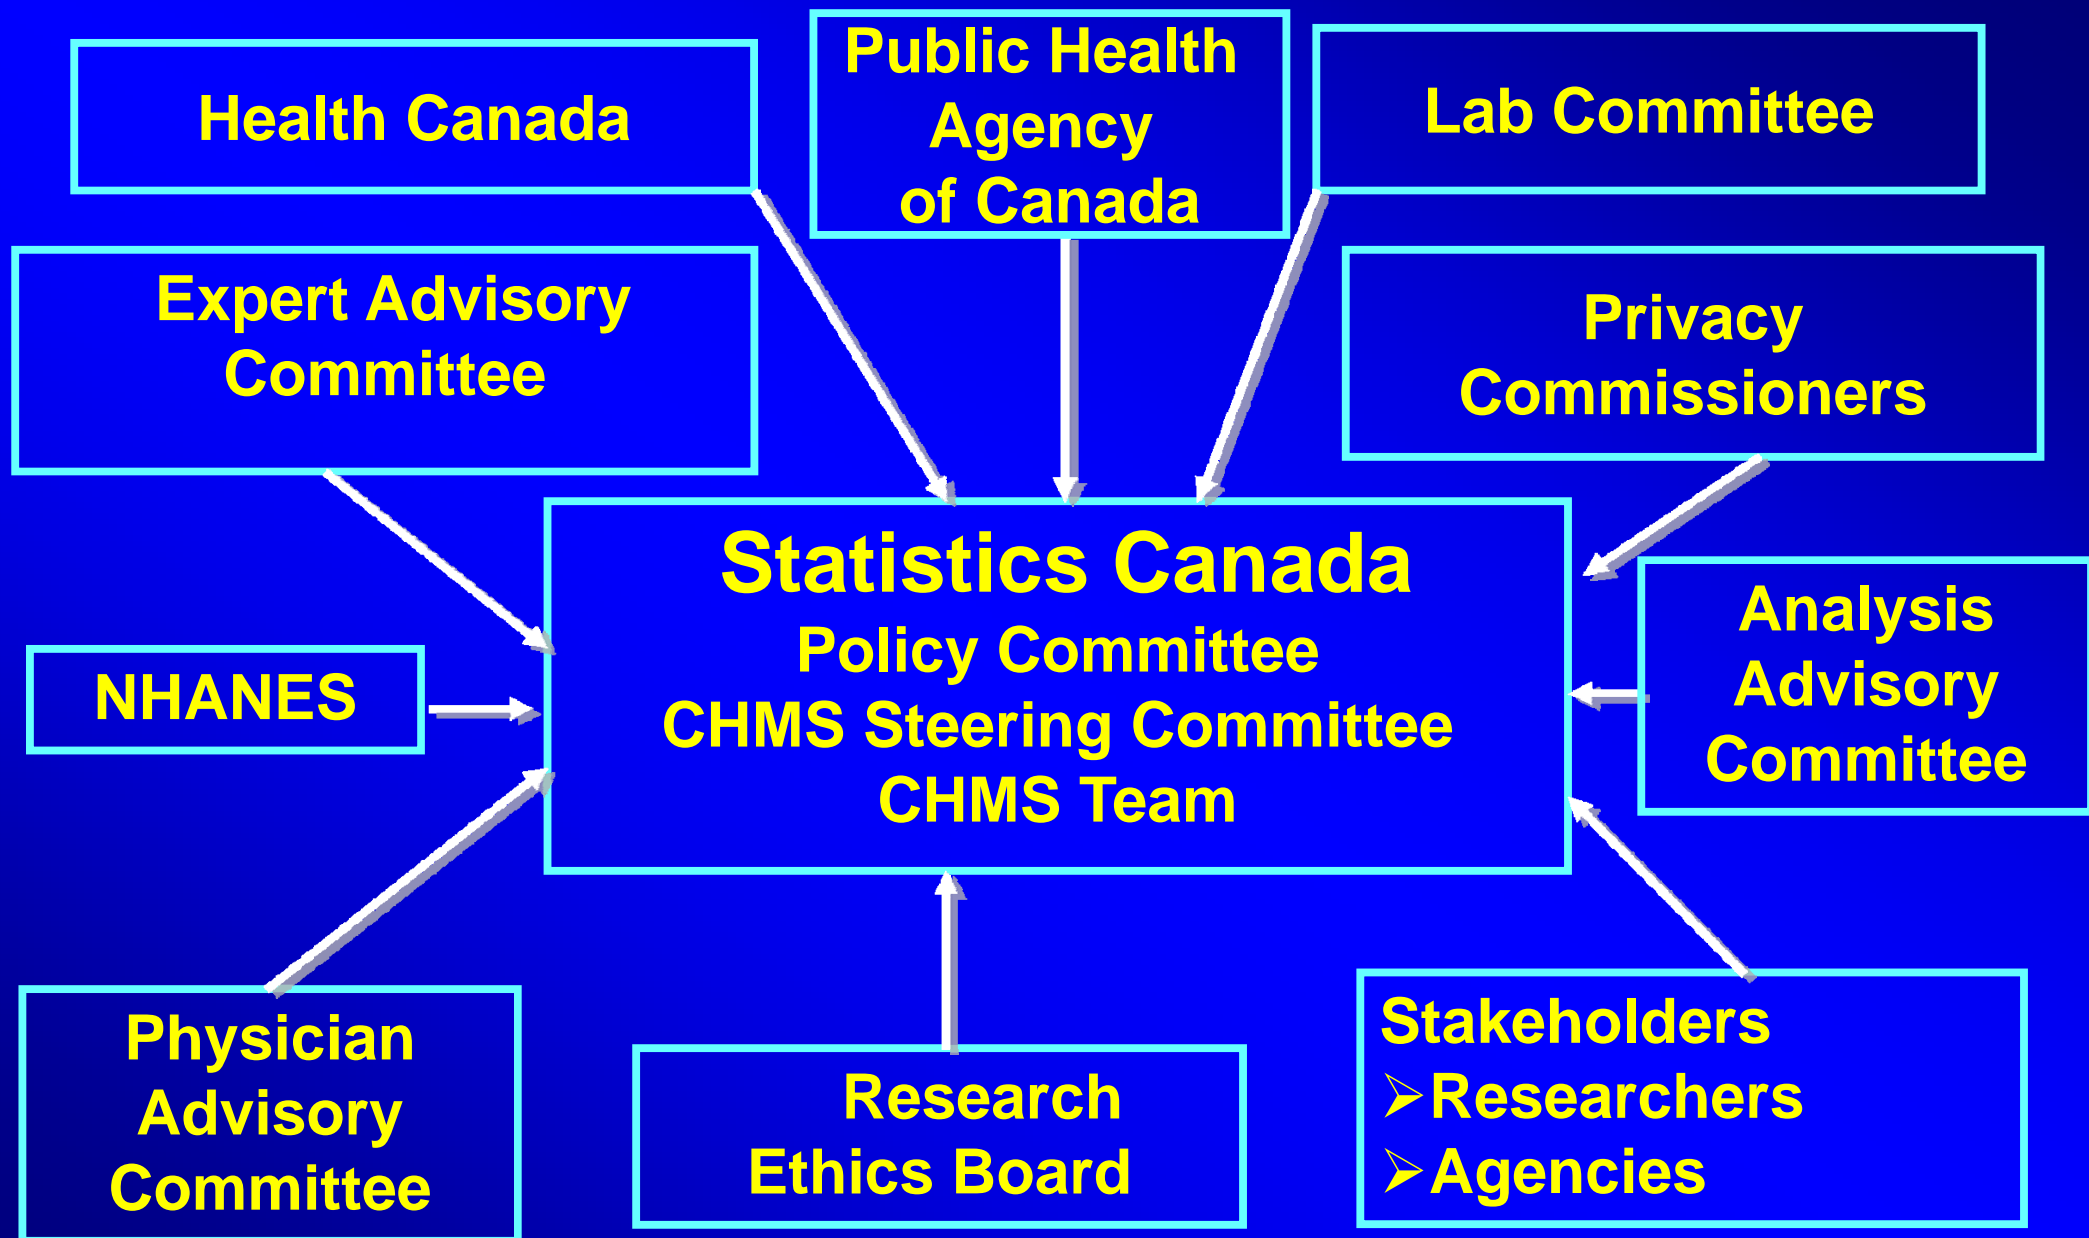 Health Canada
Public Health
Agency
of Canada
Lab Committee
Expert Advisory
Committee
Privacy
Commissioners
Statistics Canada
Policy Committee
CHMS Steering Committee
CHMS Team
NHANES
Analysis
Advisory
Committee
Physician
Advisory
Committee
Research
Ethics Board
Stakeholders
➢Researchers
➢Agencies